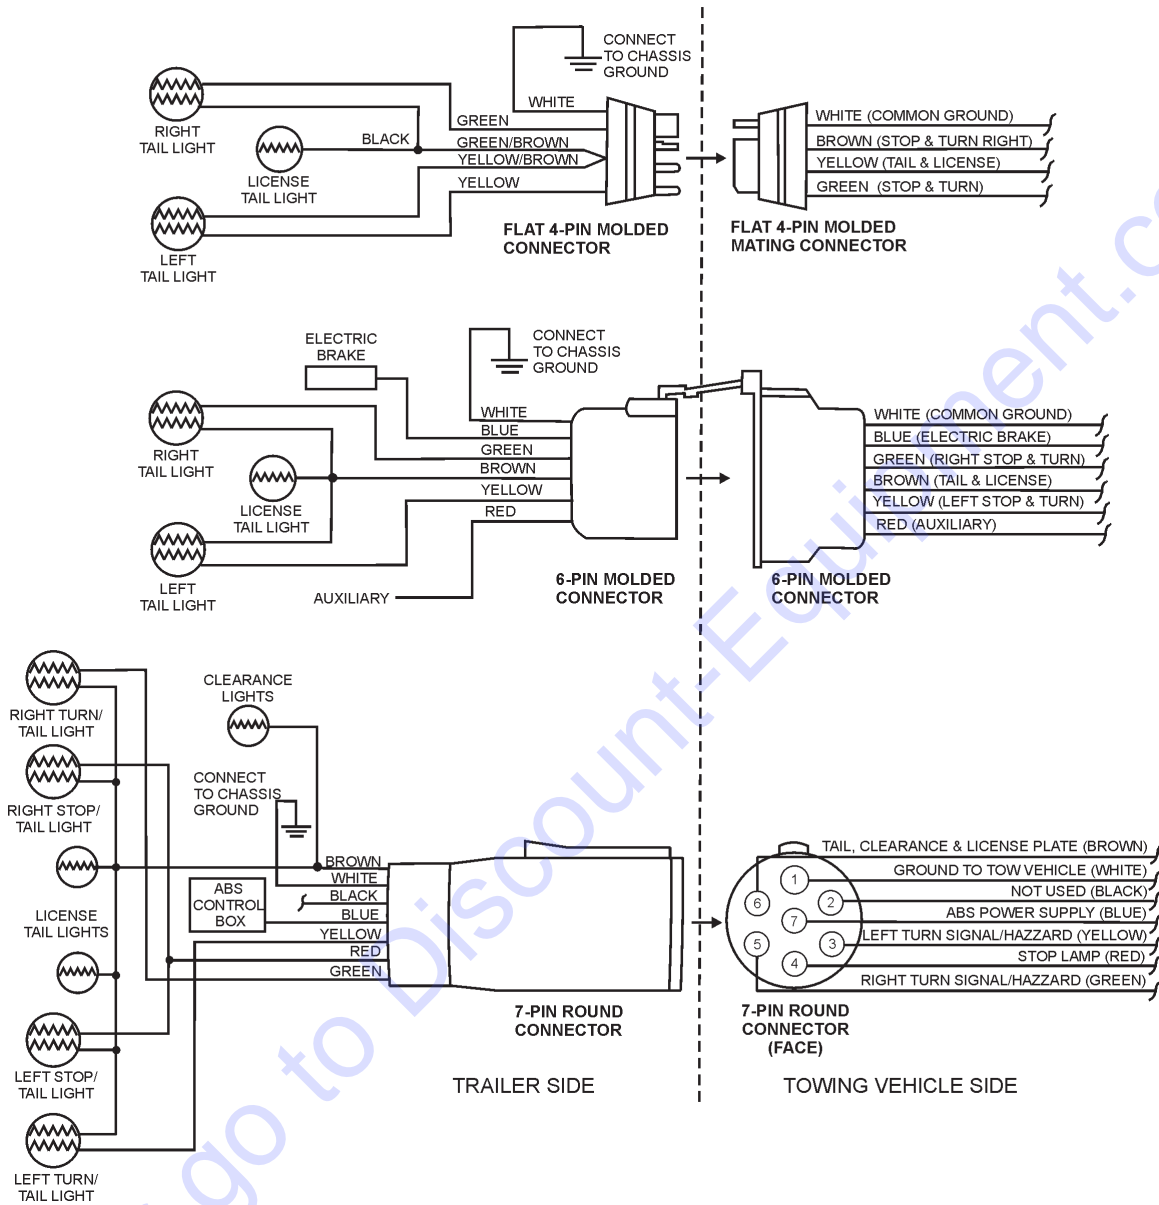 CONNECT
TO CHASSIS
GROUND
WHITE
GREEN
BLACK
GREEN/BROWN
YELLOW/BROWN
YELLOW
RIGHT
TAIL LIGHT
LICENSE
TAIL LIGHT
LEFT
TAIL LIGHT
FLAT 4-PIN MOLDED
CONNECTOR
WHITE (COMMON GROUND)
BROWN (STOP & TURN RIGHT)
YELLOW (TAIL & LICENSE)
GREEN (STOP & TURN)
FLAT 4-PIN MOLDED
MATING CONNECTOR
ELECTRIC
BRAKE
CONNECT
TO CHASSIS
GROUND
WHITE
BLUE
GREEN
BROWN
YELLOW
RED
RIGHT
TAIL LIGHT
LICENSE
TAIL LIGHT
LEFT
TAIL LIGHT
AUXILIARY
6-PIN MOLDED
CONNECTOR
WHITE (COMMON GROUND)
BLUE (ELECTRIC BRAKE)
GREEN (RIGHT STOP & TURN)
BROWN (TAIL & LICENSE)
YELLOW (LEFT STOP & TURN)
RED (AUXILIARY)
6-PIN MOLDED
CONNECTOR
RIGHT TURN/
TAIL LIGHT
RIGHT STOP/
TAIL LIGHT
LICENSE
TAIL LIGHTS
LEFT STOP/
TAIL LIGHT
LEFT TURN/
TAIL LIGHT
CLEARANCE
LIGHTS
CONNECT
TO CHASSIS
GROUND
ABS
CONTROL
BOX
BROWN
WHITE
BLACK
BLUE
YELLOW
RED
GREEN
7-PIN ROUND
CONNECTOR
1
2
3
4
5
6
7
TAIL, CLEARANCE & LICENSE PLATE (BROWN)
GROUND TO TOW VEHICLE (WHITE)
NOT USED (BLACK)
ABS POWER SUPPLY (BLUE)
LEFT TURN SIGNAL/HAZZARD (YELLOW)
STOP LAMP (RED)
RIGHT TURN SIGNAL/HAZZARD (GREEN)
7-PIN ROUND
CONNECTOR
(FACE)
TRAILER SIDE
TOWING VEHICLE SIDE
go to Discount-Equipment.c